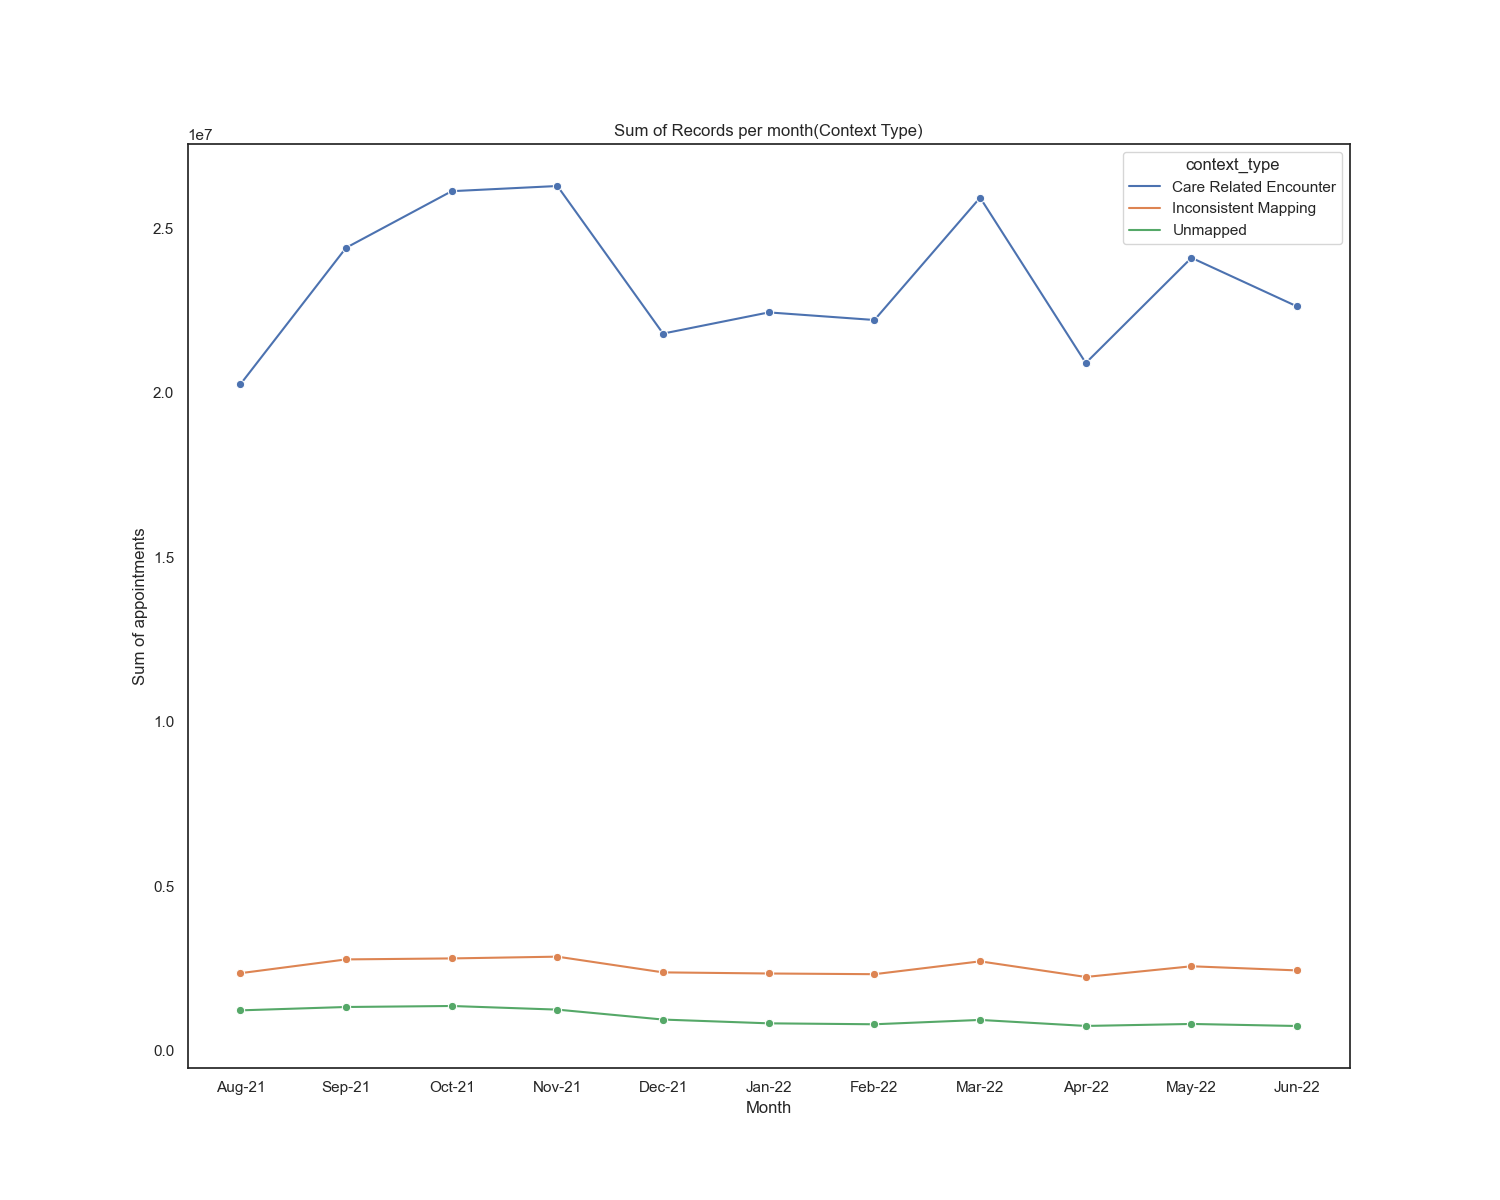 Sum of Records per month(Context Type)
1e7
context_type
Care Related Encounter
Inconsistent Mapping
Unmapped
2.5
2.0
1.5
1.0
0.5
0.0
Sum of appointments
Aug-21 Sep-21 Oct-21 Nov-21 Dec-21 Jan-22 Feb-22 Mar-22 Apr-22 May-22 Jun-22
Month